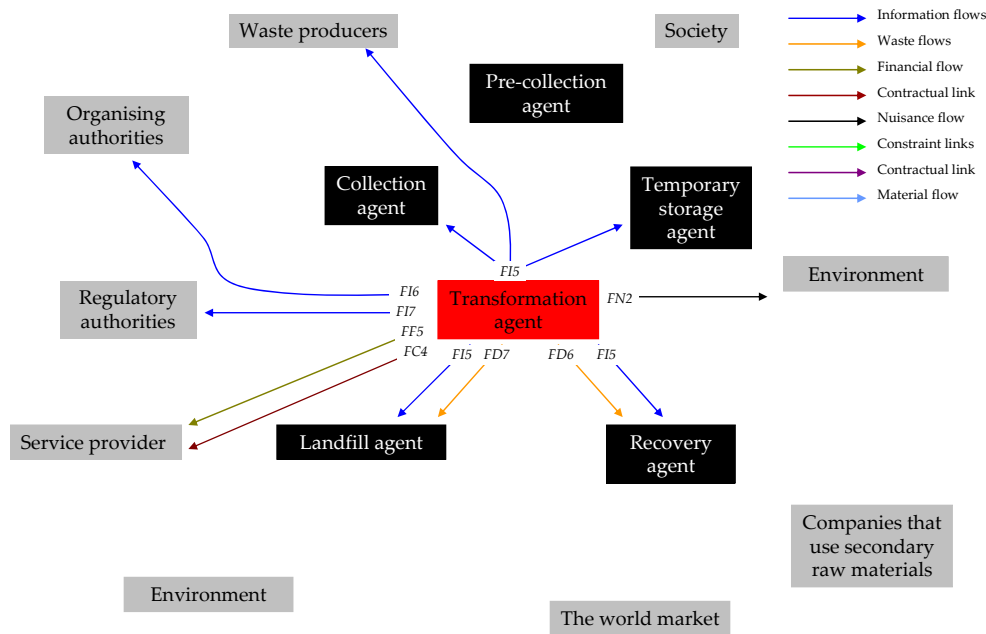 Waste producers
Society
Information flows
Waste flows
Financial flow
Contractual link
Nuisance flow
Constraint links
Contractual link
Material flow
Pre-collection
agent
Organising
authorities
Collection
agent
Temporary
storage
agent
FI5
Environment
Regulatory
authorities
FI6
FI7
FF5
FC4
Transformation
agent
FN2
FI5
FD7
FD6
FI5
Service provider
Landfill agent
Recovery
agent
Companies that
use secondary
raw materials
Environment
The world market